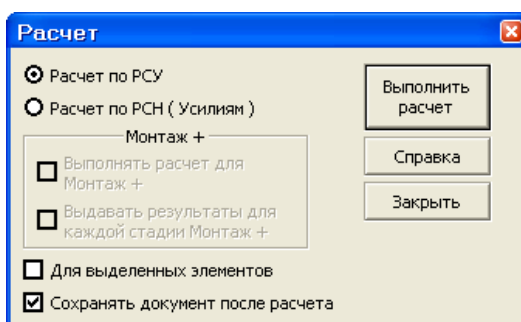 Расчет
Расчет по РСУ
Расчет по РСН ( Усилиям )
Монтаж +
Выполнять расчет для
Монтаж +
Выдавать результаты для
каждой стадии Монтаж +
Для выделенных элементов
Сохранять документ после расчета
Выполнить
расчет
Справка
Закрыть